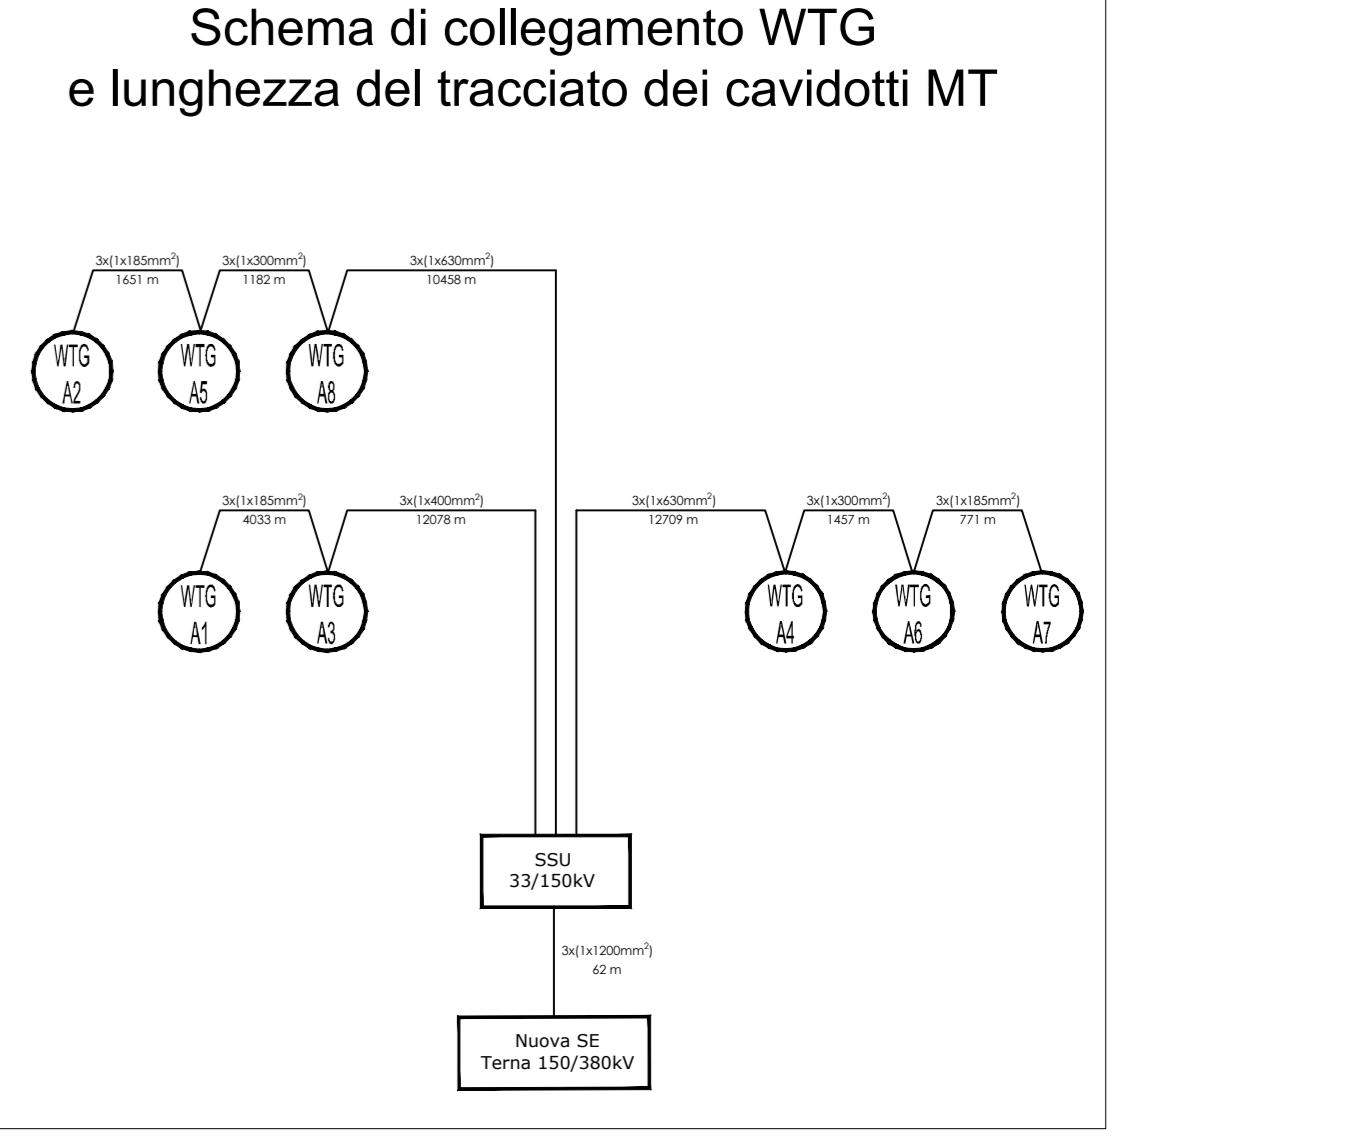 Schema di collegamento WTG
e lunghezza del tracciato dei cavidotti MT
3x(1x185mm²)
1651 m
3x(1x300mm²)
1182 m
3x(1x630mm²)
10458 m
WTG
A2
WTG
A5
WTG
A8
3x(1x185mm²)
4033 m
3x(1x400mm²)
12078 m
3x(1x630mm²)
12709 m
3x(1x300mm²)
1457 m
3x(1x185mm²)
771 m
WTG
A1
WTG
A3
WTG
A4
WTG
A6
WTG
A7
SSU
33/150kV
3x(1x1200mm²)
62 m
Nuova SE
Terna 150/380kV